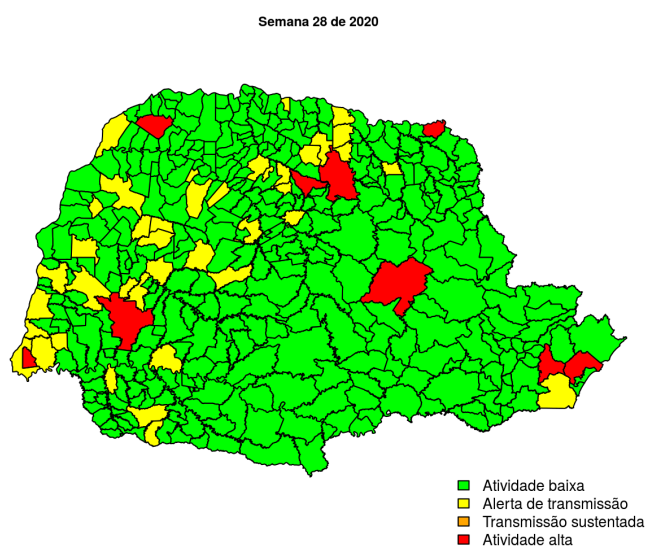 Semana 28 de 2020
Atividade baixa
Alerta de transmissão
Transmissão sustentada
Atividade alta